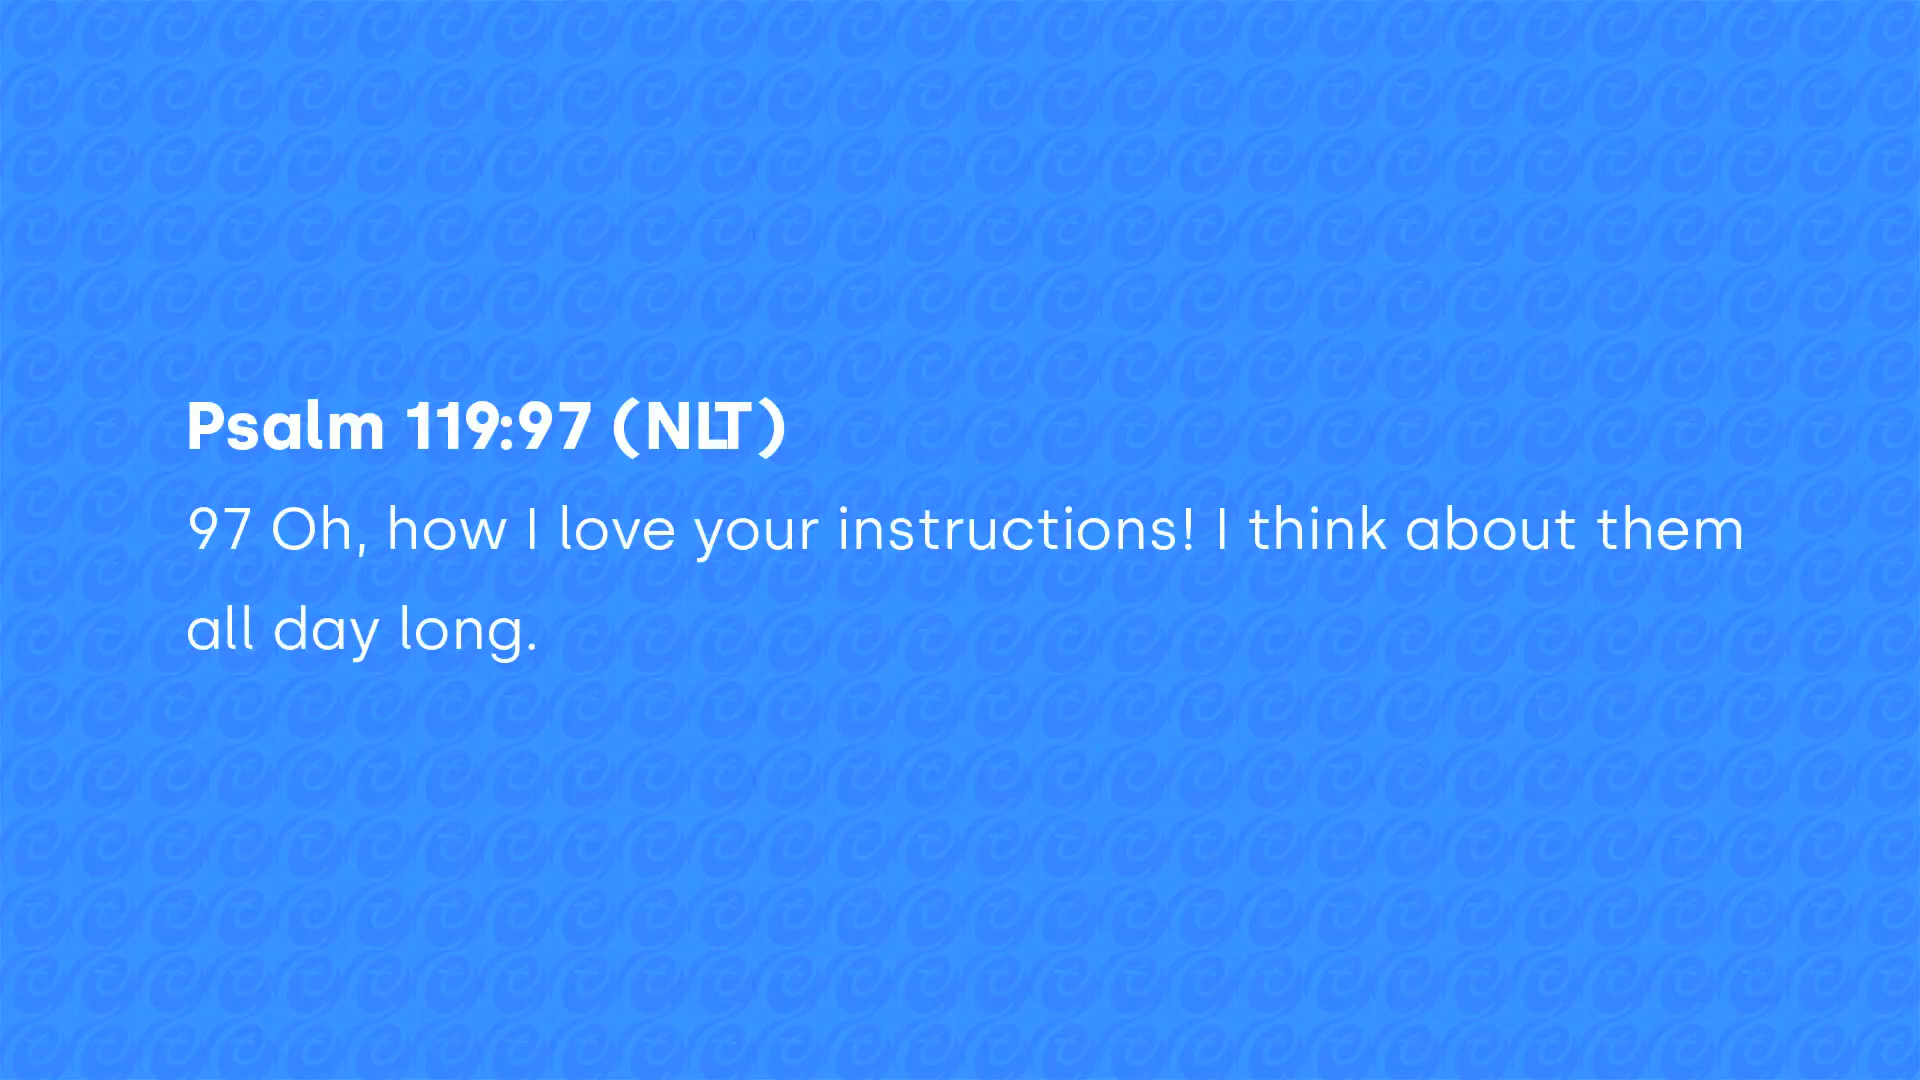 Psalm 119:97 (NLT)
97 Oh, how I love your instructions! I think about them
all day long.